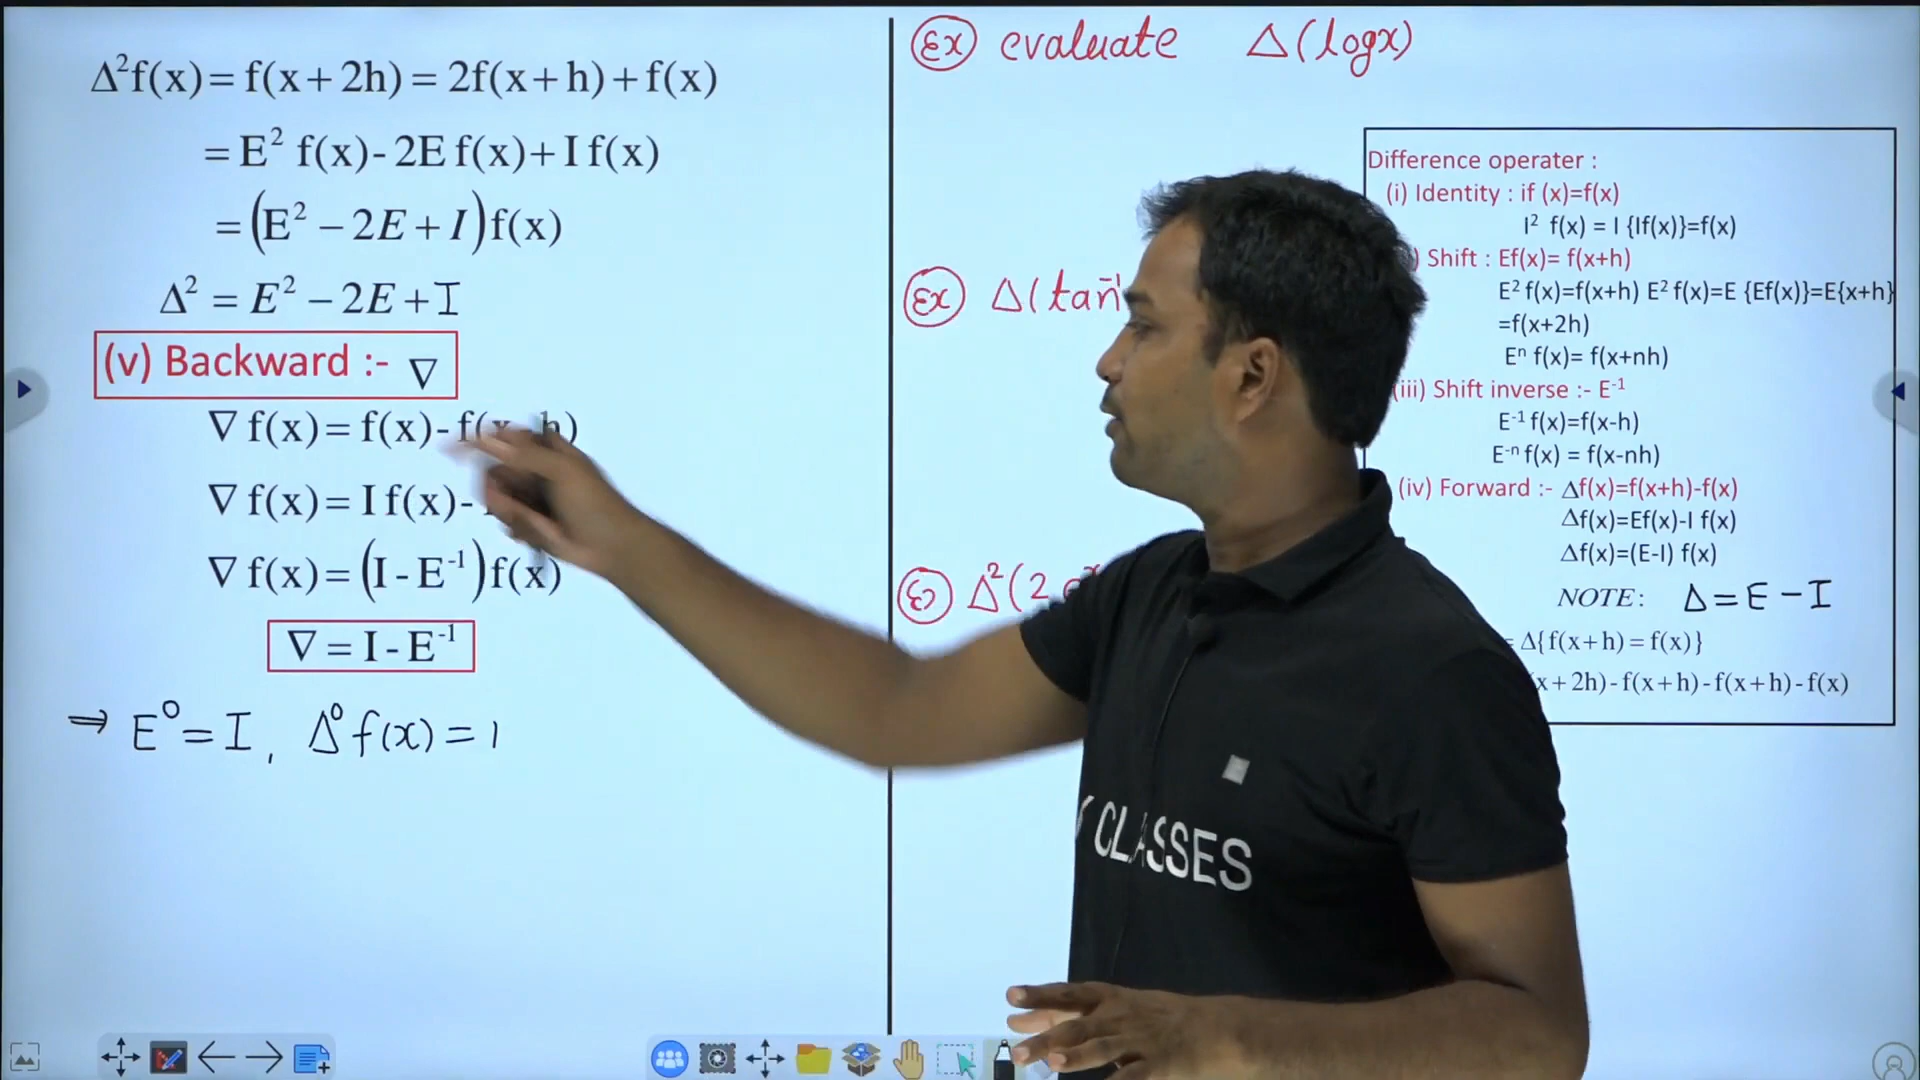 Δ²f(x)= f(x+2h) = 2f(x+h)+f(x)
= E² f(x)- 2E f(x)+ I f(x)
= (E² − 2E + I)f(x)
Δ² = E² − 2E + I
(v) Backward :- ∇
∇ f(x)= f(x)- f(x-h)
∇ f(x)= I f(x)-
∇ f(x)= (I - E⁻¹)f(x)
∇ = I - E⁻¹
⇒ E⁰ = I, Δ⁰ f(x) = 1
Ex evaluate Δ(logx)
Ex Δ(tan⁻¹
Ex Δ²(2
Difference operater :
(i) Identity : if (x)=f(x)
I² f(x) = I {If(x)}=f(x)
) Shift : Ef(x)= f(x+h)
E² f(x)=f(x+h) E² f(x)=E {Ef(x)}=E{x+h}
=f(x+2h)
Eⁿ f(x)= f(x+nh)
(iii) Shift inverse :- E⁻¹
E⁻¹ f(x)=f(x-h)
E⁻ⁿ f(x) = f(x-nh)
(iv) Forward :- Δf(x)=f(x+h)-f(x)
Δf(x)=Ef(x)-I f(x)
Δf(x)=(E-I) f(x)
NOTE: Δ = E − I
= Δ{f(x+h) = f(x)}
x+2h)- f(x+h)-f(x+h)-f(x)
CLASSES